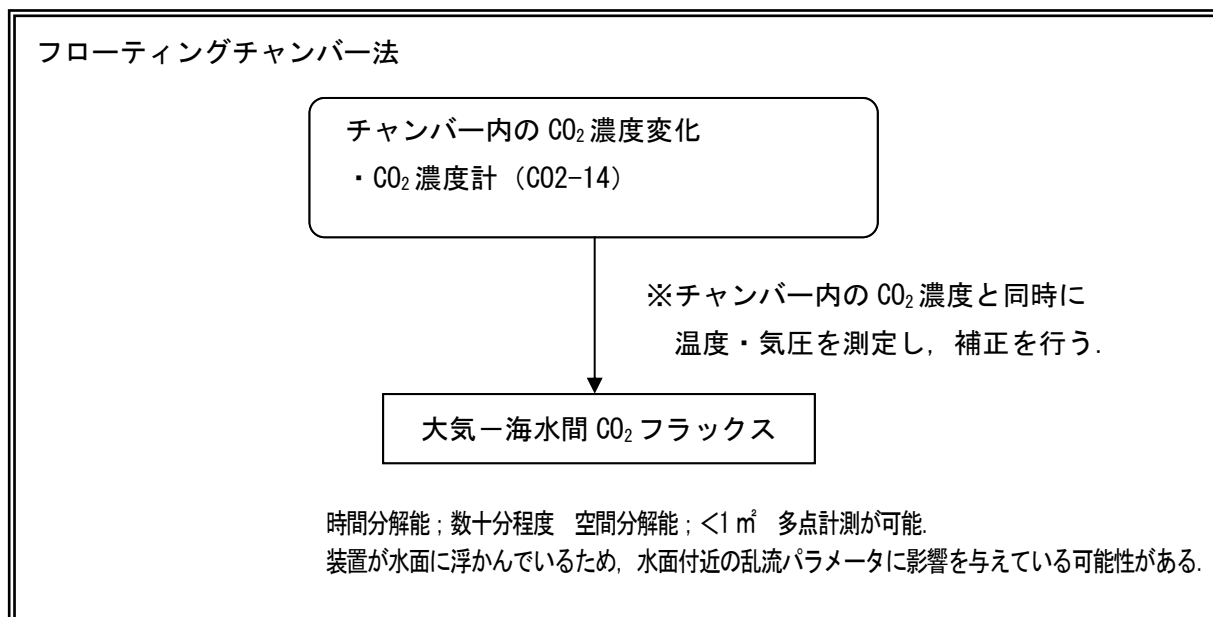 フローティングチャンバー法
チャンバー内の CO₂ 濃度変化
・CO₂ 濃度計（CO2-14）
※チャンバー内の CO₂ 濃度と同時に
温度・気圧を測定し，補正を行う．
大気－海水間 CO₂ フラックス
時間分解能；数十分程度　空間分解能；＜1 ㎡　多点計測が可能．
装置が水面に浮かんでいるため，水面付近の乱流パラメータに影響を与えている可能性がある．